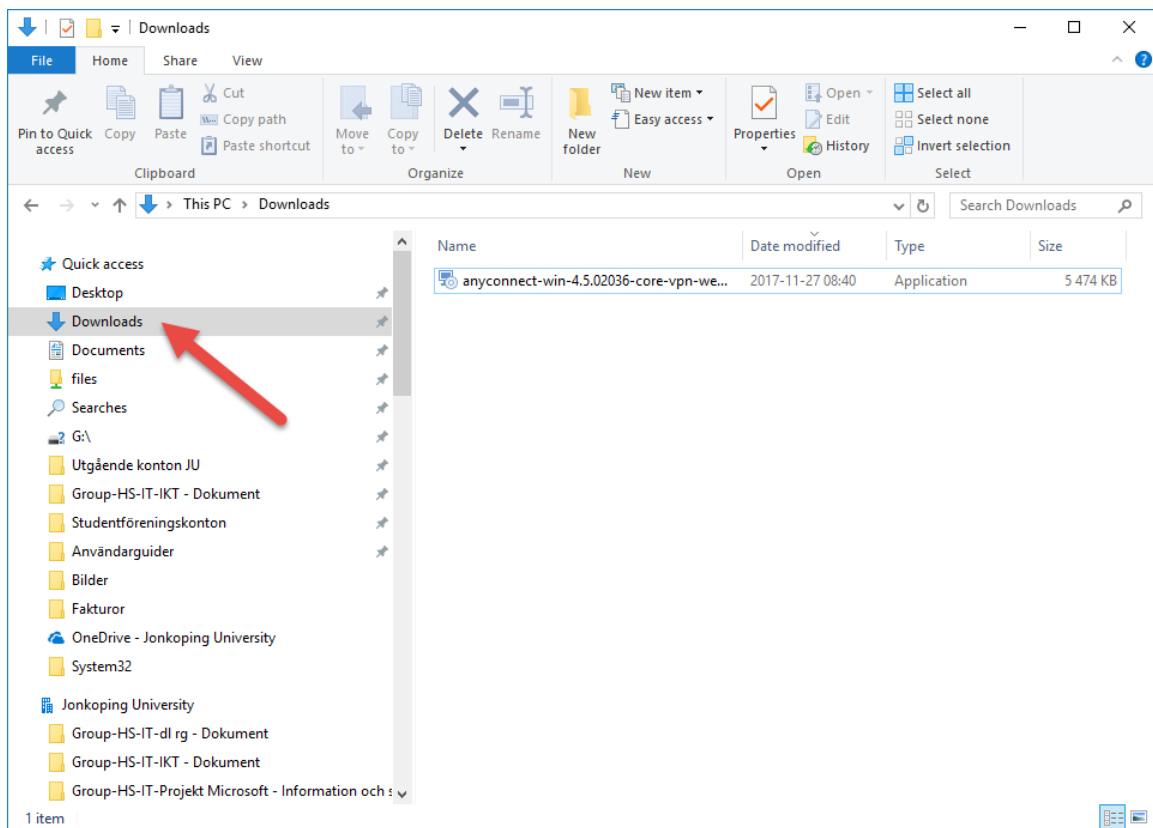 Downloads
File Home Share View
Pin to Quick access
Copy
Paste
Cut
Copy path
Paste shortcut
Clipboard
Move to
Copy to
Delete
Rename
Organize
New folder
New item
Easy access
New
Properties
Open
Edit
History
Open
Select all
Select none
Invert selection
Select
This PC > Downloads
Search Downloads
Quick access
Desktop
Downloads
Documents
files
Searches
G:\
Utgående konton JU
Group-HS-IT-IKT - Dokument
Studentföreningskonton
Användarguider
Bilder
Fakturor
OneDrive - Jonkoping University
System32
Jonkoping University
Group-HS-IT-dl rg - Dokument
Group-HS-IT-IKT - Dokument
Group-HS-IT-Projekt Microsoft - Information och
Name Date modified Type Size
anyconnect-win-4.5.02036-core-vpn-we... 2017-11-27 08:40 Application 5 474 KB
1 item